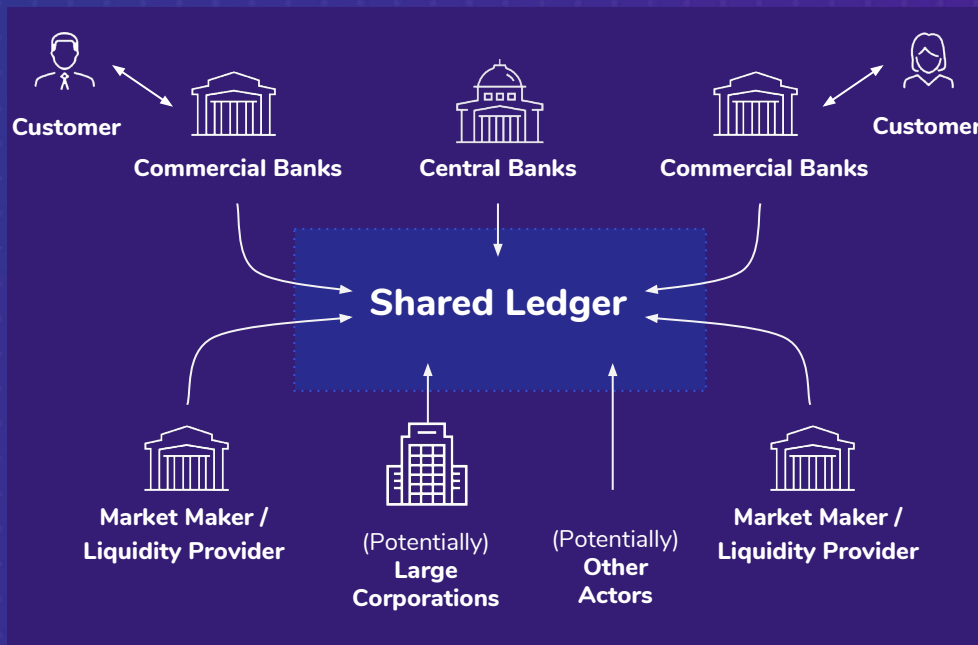 Customer
Customer
Commercial Banks
Central Banks
Commercial Banks
Shared Ledger
Market Maker /
Liquidity Provider
(Potentially)
Large
Corporations
(Potentially)
Other
Actors
Market Maker /
Liquidity Provider